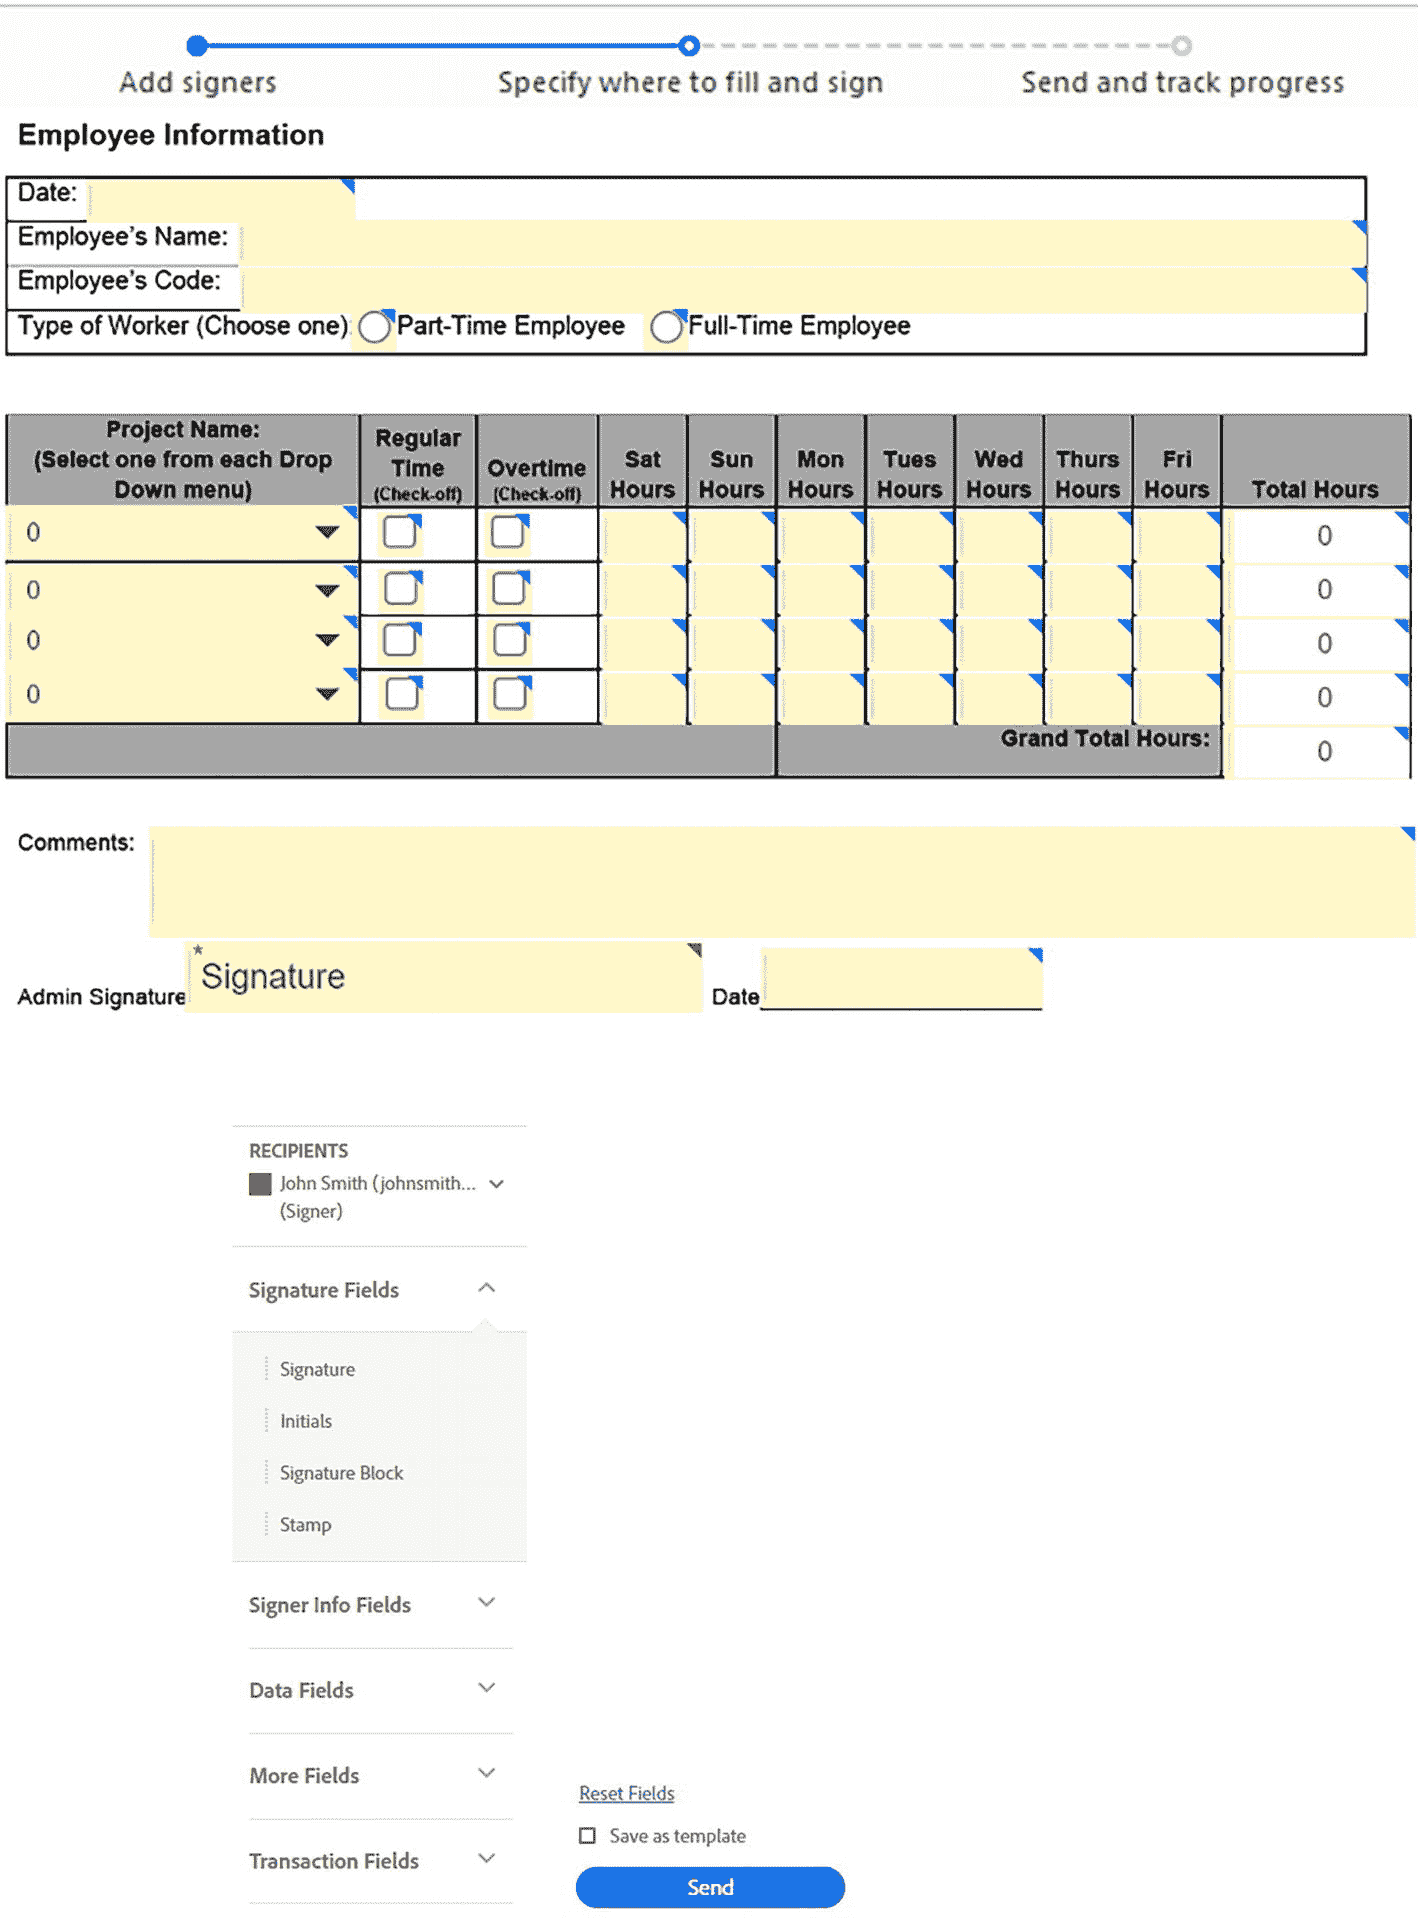 Add signers
Specify where to fill and sign
Send and track progress
Employee Information
Date:
Employee's Name:
Employee's Code:
Type of Worker (Choose one): Part-Time Employee Full-Time Employee
Project Name:
(Select one from each Drop
Down menu)
Regular
Time
(Check-off)
Overtime
(Check-off)
Sat
Hours
Sun
Hours
Mon
Hours
Tues
Hours
Wed
Hours
Thurs
Hours
Fri
Hours
Total Hours
0 0
0 0
0 0
0 0
Grand Total Hours: 0
Comments:
* Signature
Admin Signature Date
RECIPIENTS
John Smith (johnsmith...
(Signer)
Signature Fields
Signature
Initials
Signature Block
Stamp
Signer Info Fields
Data Fields
More Fields
Transaction Fields
Reset Fields
Save as template
Send